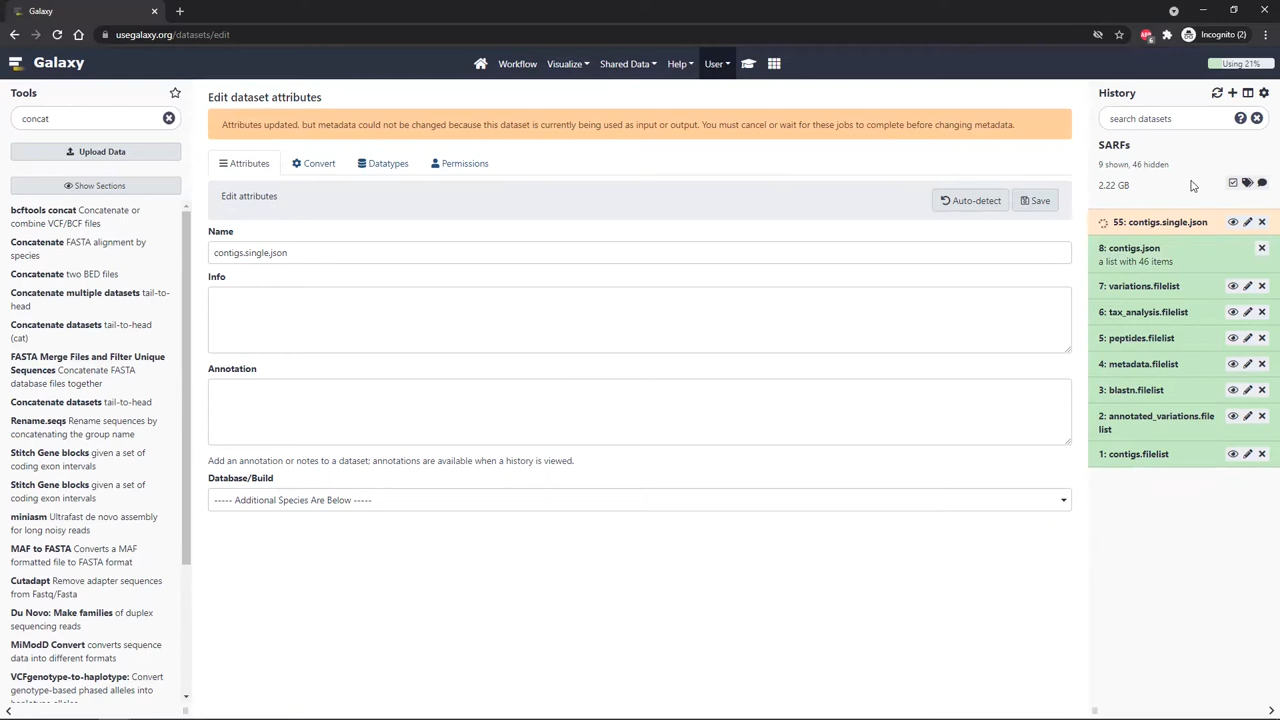 Galaxy
usegalaxy.org/datasets/edit
6
Incognito (2)
Galaxy
Workflow
Visualize
Shared Data
Help
User
Using 21%
Tools
concat
Upload Data
Show Sections
bcftools concat Concatenate or
combine VCF/BCF files
Concatenate FASTA alignment by
species
Concatenate two BED files
Concatenate multiple datasets tail-to-
head
Concatenate datasets tail-to-head
(cat)
FASTA Merge Files and Filter Unique
Sequences Concatenate FASTA
database files together
Concatenate datasets tail-to-head
Rename.seqs Rename sequences by
concatenating the group name
Stitch Gene blocks given a set of
coding exon intervals
Stitch Gene blocks given a set of
coding exon intervals
miniasm Ultrafast de novo assembly
for long noisy reads
MAF to FASTA Converts a MAF
formatted file to FASTA format
Cutadapt Remove adapter sequences
from Fastq/Fasta
Du Novo: Make families of duplex
sequencing reads
MiModD Convert converts sequence
data into different formats
VCFgenotype-to-haplotype: Convert
genotype-based phased alleles into
Edit dataset attributes
Attributes updated, but metadata could not be changed because this dataset is currently being used as input or output. You must cancel or wait for these jobs to complete before changing metadata.
Attributes
Convert
Datatypes
Permissions
Edit attributes
Auto-detect
Save
Name
contigs.single.json
Info
Annotation
Add an annotation or notes to a dataset; annotations are available when a history is viewed.
Database/Build
----- Additional Species Are Below -----
History
search datasets
SARFs
9 shown, 46 hidden
2.22 GB
55: contigs.single.json
8: contigs.json
a list with 46 items
7: variations.filelist
6: tax_analysis.filelist
5: peptides.filelist
4: metadata.filelist
3: blastn.filelist
2: annotated_variations.file
list
1: contigs.filelist